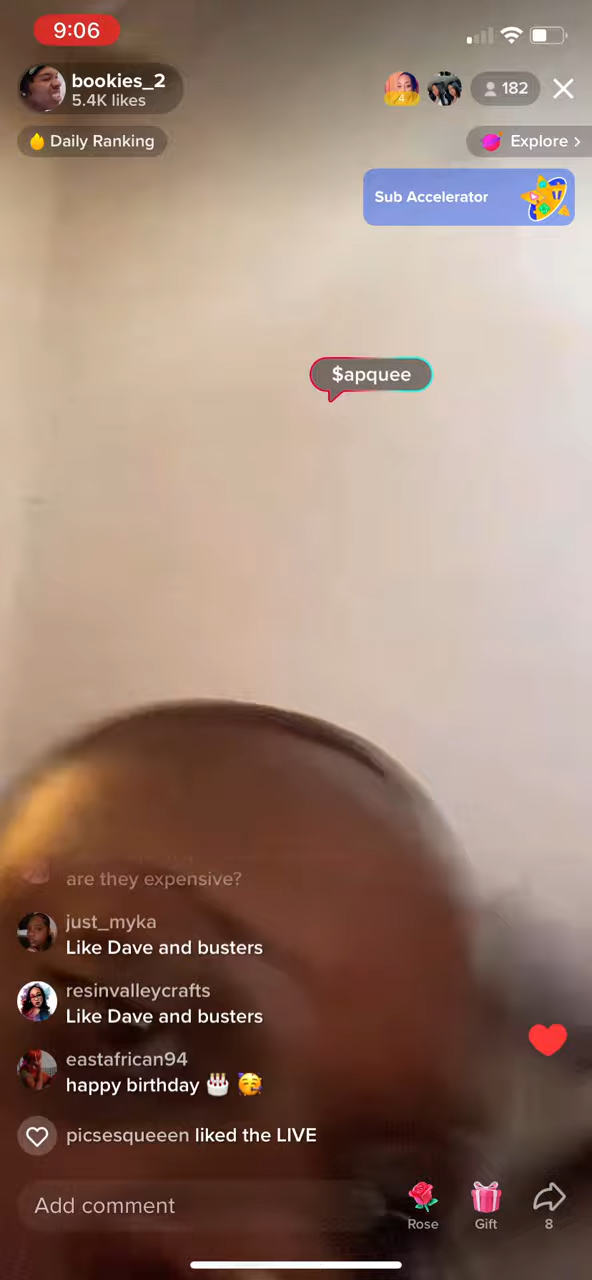 9:06
bookies_2
5.4K likes
4
182
Daily Ranking
Explore >
Sub Accelerator
$apquee
are they expensive?
just_myka
Like Dave and busters
resinvalleycrafts
Like Dave and busters
eastafrican94
happy birthday 🎂 🥳
picsesqueeen liked the LIVE
Add comment
Rose
Gift
8